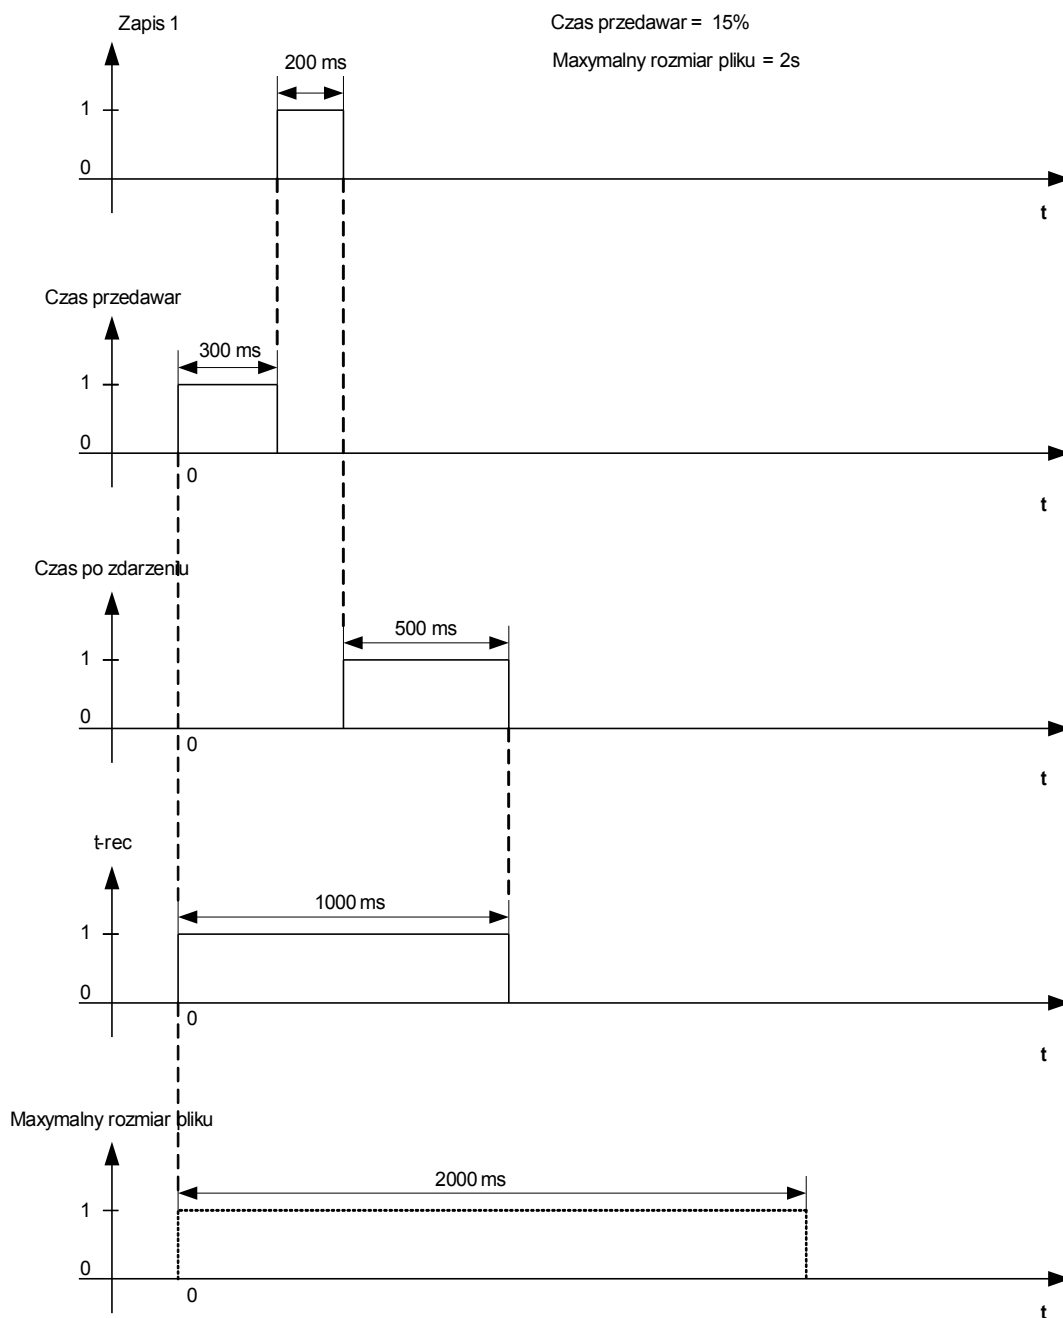 Zapis 1
Czas przedawar = 15%
Maxymalny rozmiar pliku = 2s
200 ms
1
0
t
Czas przedawar
300 ms
1
0
0
t
Czas po zdarzeniu
500 ms
1
0
0
t
t-rec
1000 ms
1
0
0
t
Maxymalny rozmiar pliku
2000 ms
1
0
0
t